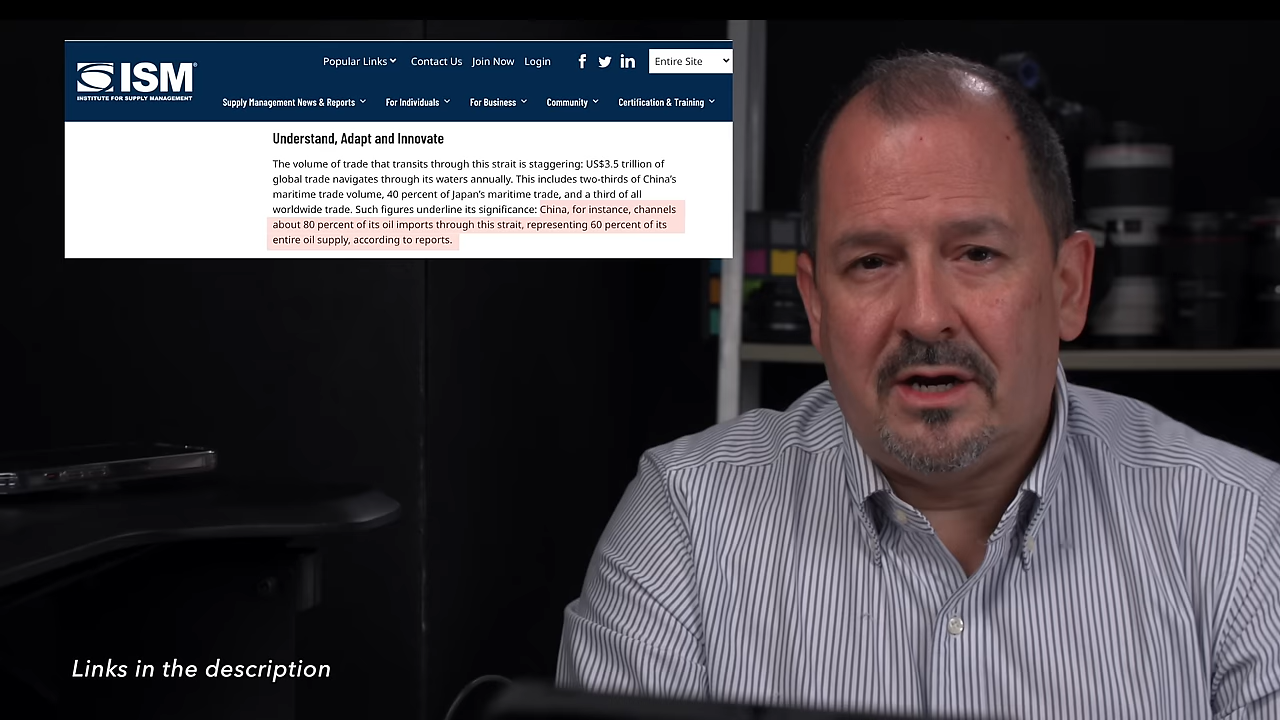 Popular Links Contact Us Join Now Login Entire Site
ISM®
INSTITUTE FOR SUPPLY MANAGEMENT
Supply Management News & Reports For Individuals For Business Community Certification & Training
Understand, Adapt and Innovate
The volume of trade that transits through this strait is staggering: US$3.5 trillion of
global trade navigates through its waters annually. This includes two-thirds of China's
maritime trade volume, 40 percent of Japan's maritime trade, and a third of all
worldwide trade. Such figures underline its significance: China, for instance, channels
about 80 percent of its oil imports through this strait, representing 60 percent of its
entire oil supply, according to reports.
Links in the description